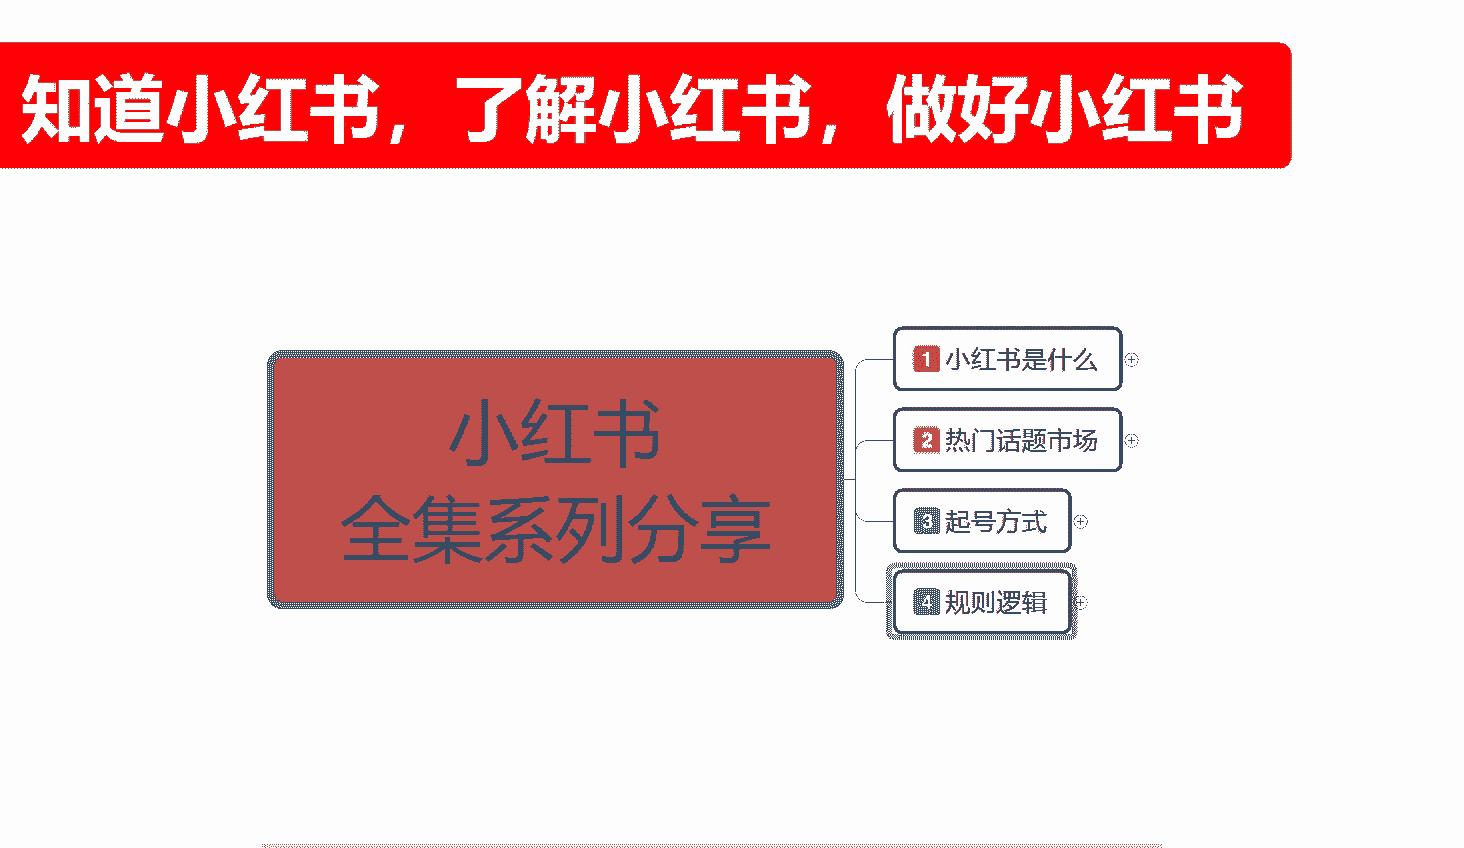 知道小红书，了解小红书，做好小红书
小红书
全集系列分享
1 小红书是什么
2 热门话题市场
3 起号方式
4 规则逻辑